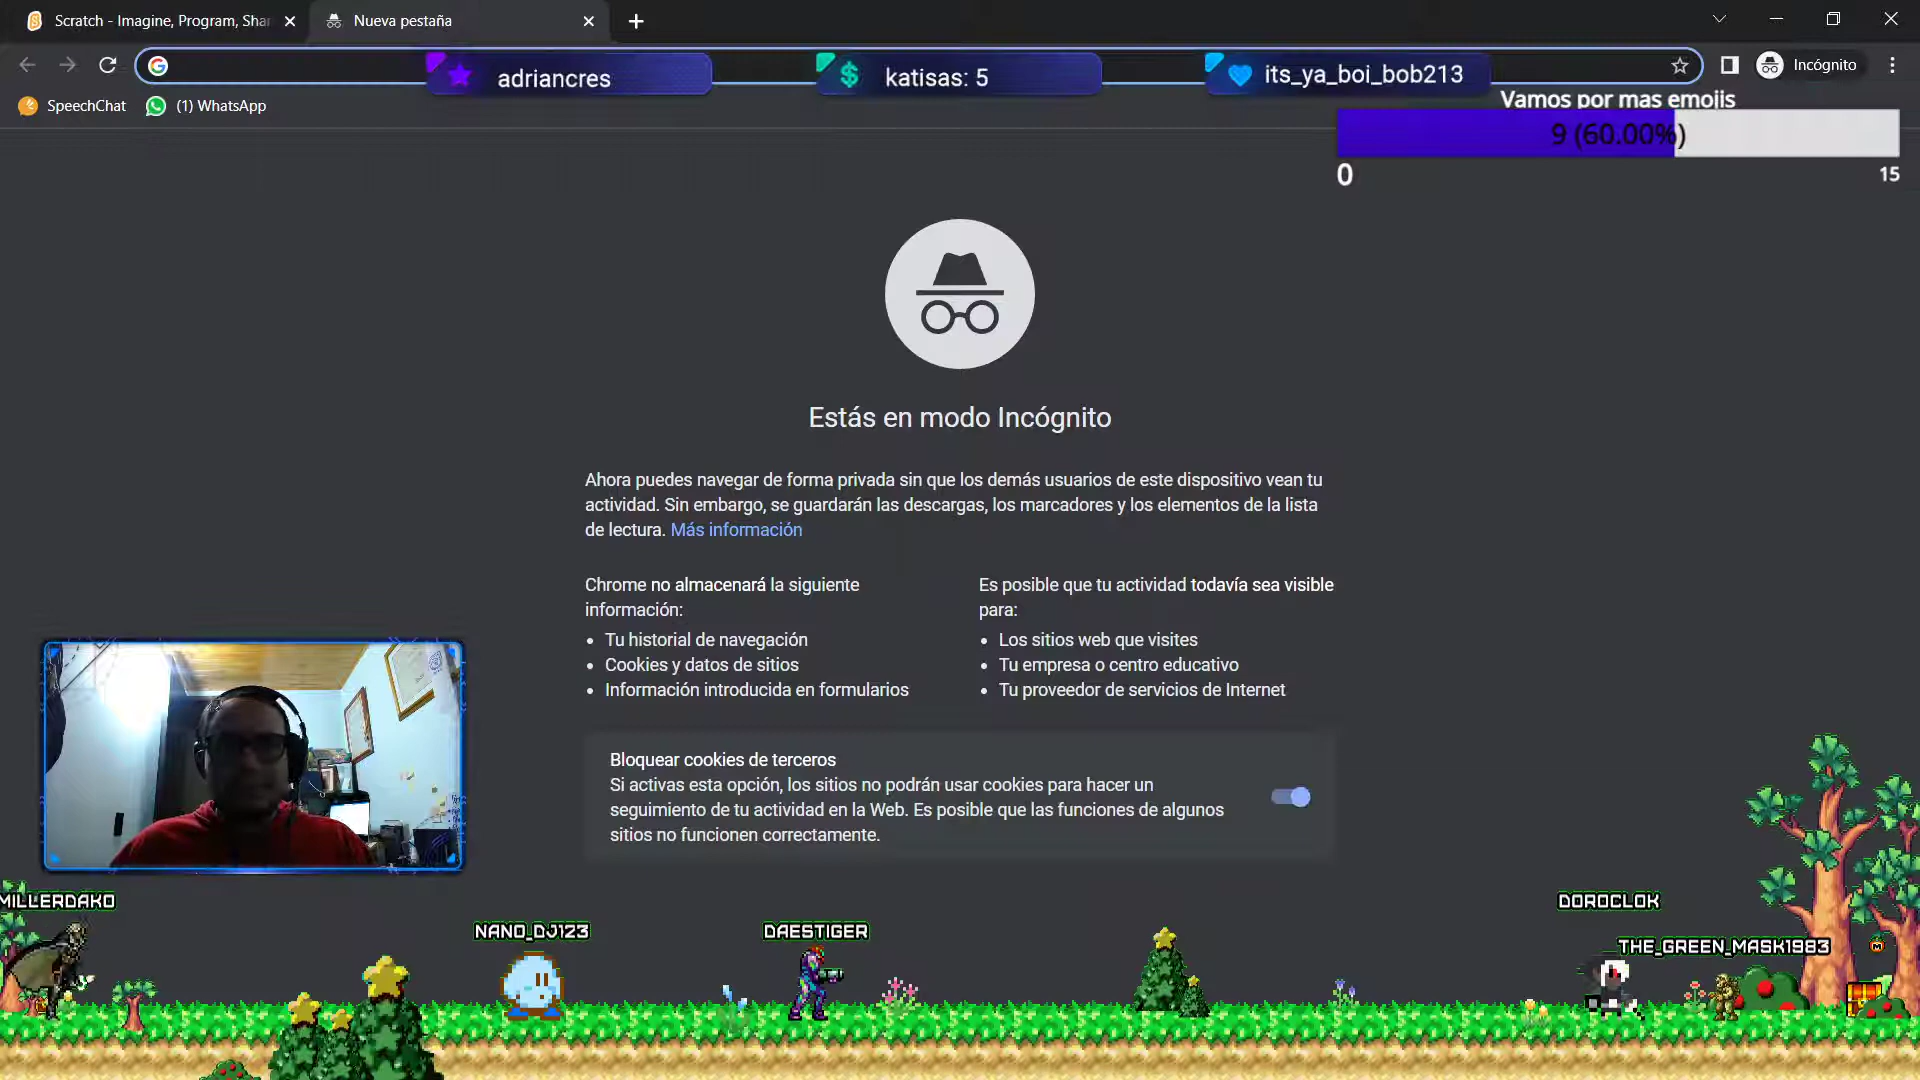 Scratch - Imagine, Program, Shar
Nueva pestaña
Incógnito
adriancres
katisas: 5
its_ya_boi_bob213
SpeechChat
(1) WhatsApp
Vamos por mas emojis
9 (60.00%)
0
15
Estás en modo Incógnito
Ahora puedes navegar de forma privada sin que los demás usuarios de este dispositivo vean tu
actividad. Sin embargo, se guardarán las descargas, los marcadores y los elementos de la lista
de lectura. Más información
Chrome no almacenará la siguiente
información:
• Tu historial de navegación
• Cookies y datos de sitios
• Información introducida en formularios
Es posible que tu actividad todavía sea visible
para:
• Los sitios web que visites
• Tu empresa o centro educativo
• Tu proveedor de servicios de Internet
Bloquear cookies de terceros
Si activas esta opción, los sitios no podrán usar cookies para hacer un
seguimiento de tu actividad en la Web. Es posible que las funciones de algunos
sitios no funcionen correctamente.
MILLERDAKO
NANO_DJ123
DAESTIGER
DOROCLOK
THE_GREEN_MASK1983